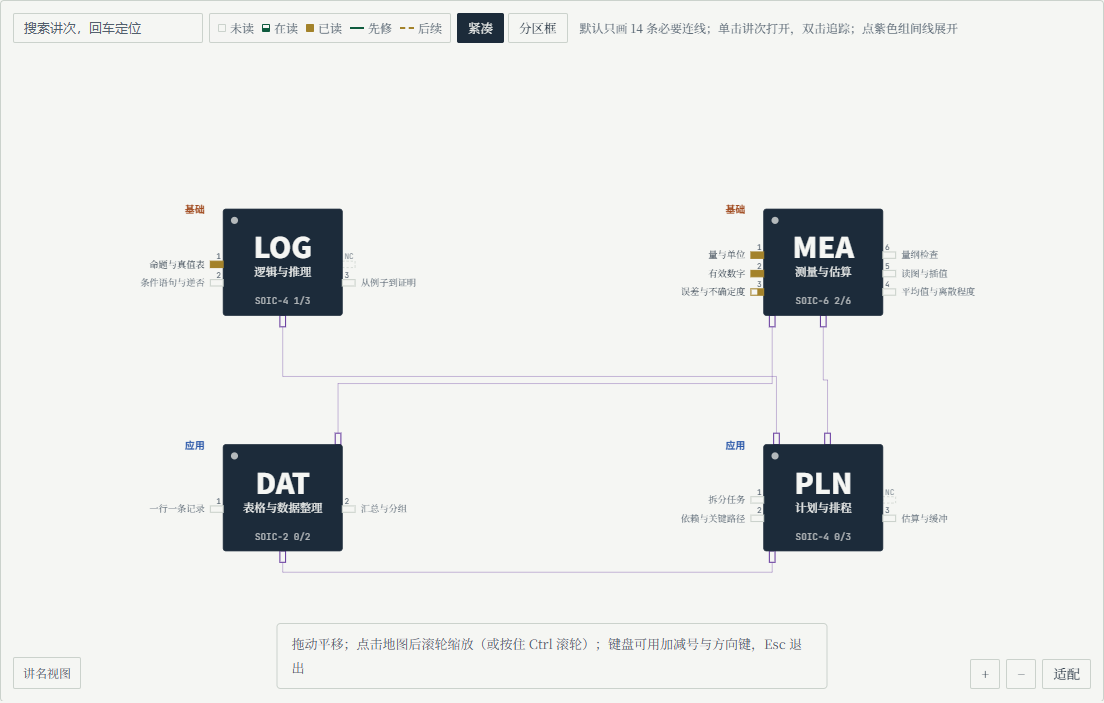 搜索讲次，回车定位
未读 在读 已读 先修 后续
紧凑
分区框
默认只画 14 条必要连线；单击讲次打开，双击追踪；点紫色组间线展开
基础
LOG
逻辑与推理
SOIC-4 1/3
1
命题与真值表
2
条件语句与逆否
NC
3
从例子到证明
基础
MEA
测量与估算
SOIC-6 2/6
1
量与单位
2
有效数字
3
误差与不确定度
6
量纲检查
5
读图与插值
4
平均值与离散程度
应用
DAT
表格与数据整理
SOIC-2 0/2
1
一行一条记录
2
汇总与分组
应用
PLN
计划与排程
SOIC-4 0/3
1
拆分任务
2
依赖与关键路径
NC
3
估算与缓冲
拖动平移；点击地图后滚轮缩放（或按住 Ctrl 滚轮）；键盘可用加减号与方向键，Esc 退
出
讲名视图
+
−
适配